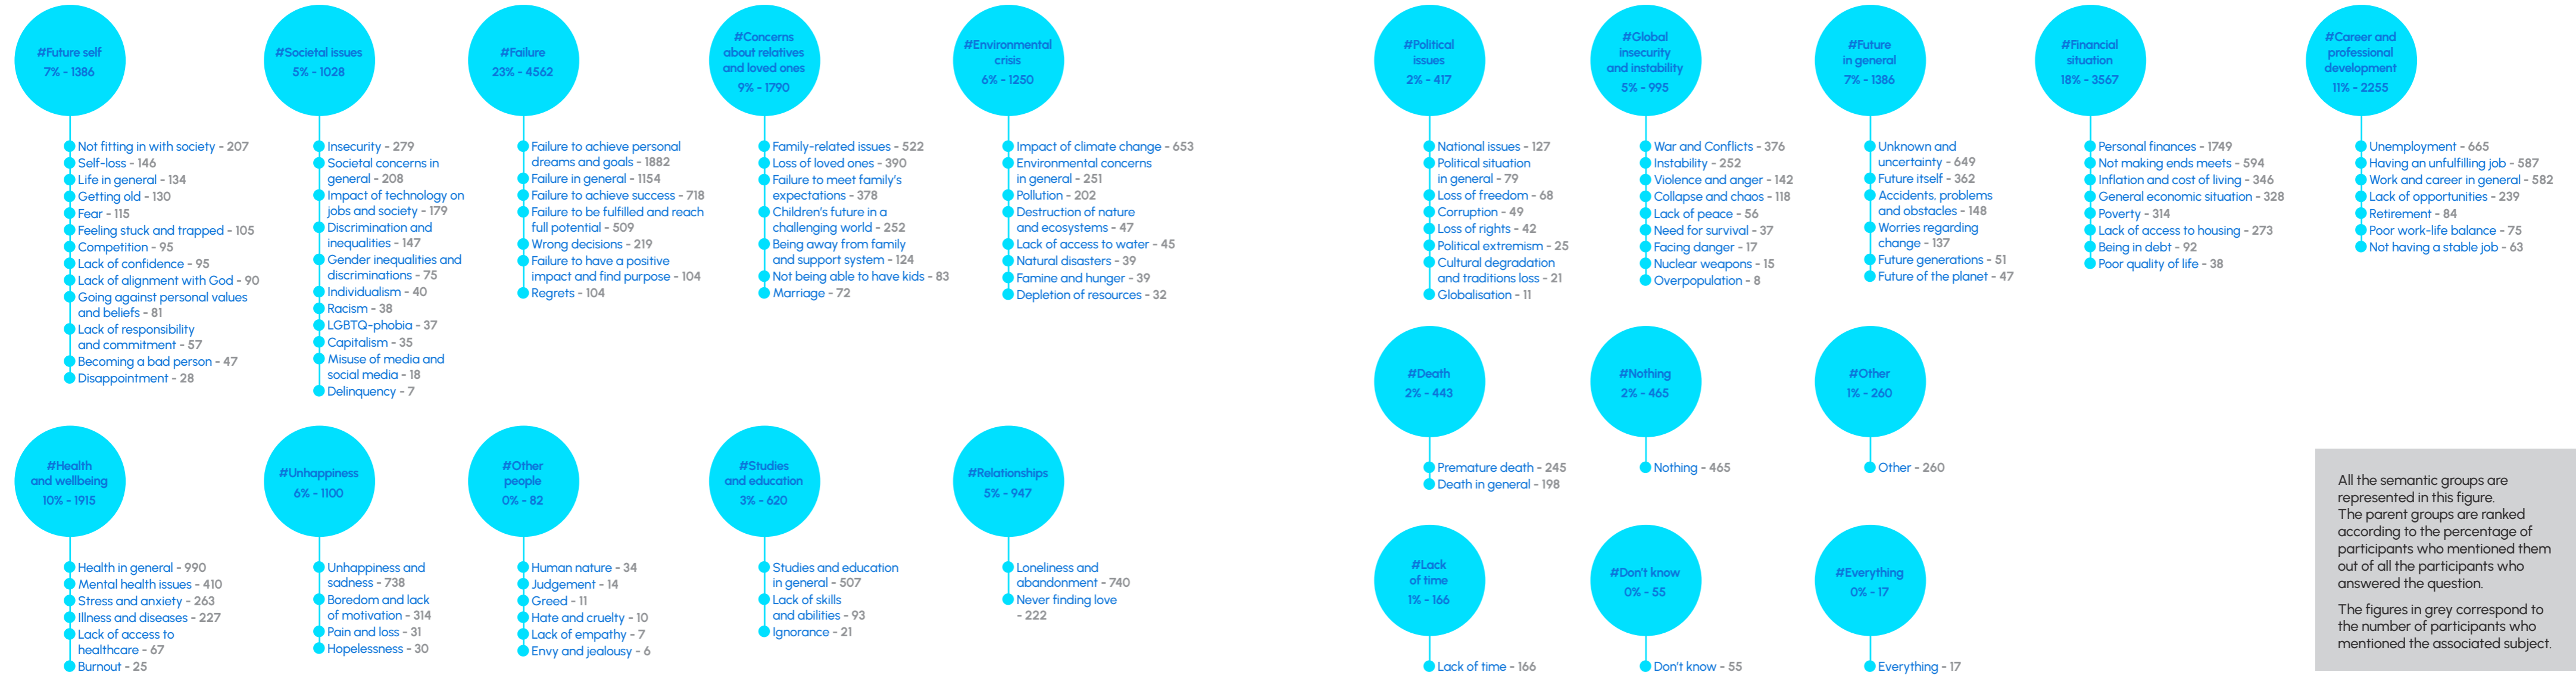 #Future self
7% - 1386
Not fitting in with society - 207
Self-loss - 146
Life in general - 134
Getting old - 130
Fear - 115
Feeling stuck and trapped - 105
Competition - 95
Lack of confidence - 95
Lack of alignment with God - 90
Going against personal values
and beliefs - 81
Lack of responsibility
and commitment - 57
Becoming a bad person - 47
Disappointment - 28
#Societal issues
5% - 1028
Insecurity - 279
Societal concerns in
general - 208
Impact of technology on
jobs and society - 179
Discrimination and
inequalities - 147
Gender inequalities and
discriminations - 75
Individualism - 40
Racism - 38
LGBTQ-phobia - 37
Capitalism - 35
Misuse of media and
social media - 18
Delinquency - 7
#Failure
23% - 4562
Failure to achieve personal
dreams and goals - 1882
Failure in general - 1154
Failure to achieve success - 718
Failure to be fulfilled and reach
full potential - 509
Wrong decisions - 219
Failure to have a positive
impact and find purpose - 104
Regrets - 104
#Concerns
about relatives
and loved ones
9% - 1790
Family-related issues - 522
Loss of loved ones - 390
Failure to meet family's
expectations - 378
Children's future in a
challenging world - 252
Being away from family
and support system - 124
Not being able to have kids - 83
Marriage - 72
#Environmental
crisis
6% - 1250
Impact of climate change - 653
Environmental concerns
in general - 251
Pollution - 202
Destruction of nature
and ecosystems - 47
Lack of access to water - 45
Natural disasters - 39
Famine and hunger - 39
Depletion of resources - 32
#Political
issues
2% - 417
National issues - 127
Political situation
in general - 79
Loss of freedom - 68
Corruption - 49
Loss of rights - 42
Political extremism - 25
Cultural degradation
and traditions loss - 21
Globalisation - 11
#Global
insecurity
and instability
5% - 995
War and Conflicts - 376
Instability - 252
Violence and anger - 142
Collapse and chaos - 118
Lack of peace - 56
Need for survival - 37
Facing danger - 17
Nuclear weapons - 15
Overpopulation - 8
#Future
in general
7% - 1386
Unknown and
uncertainty - 649
Future itself - 362
Accidents, problems
and obstacles - 148
Worries regarding
change - 137
Future generations - 51
Future of the planet - 47
#Financial
situation
18% - 3567
Personal finances - 1749
Not making ends meets - 594
Inflation and cost of living - 346
General economic situation - 328
Poverty - 314
Lack of access to housing - 273
Being in debt - 92
Poor quality of life - 38
#Career and
professional
development
11% - 2255
Unemployment - 665
Having an unfulfilling job - 587
Work and career in general - 582
Lack of opportunities - 239
Retirement - 84
Poor work-life balance - 75
Not having a stable job - 63
#Health
and wellbeing
10% - 1915
Health in general - 990
Mental health issues - 410
Stress and anxiety - 263
Illness and diseases - 227
Lack of access to
healthcare - 67
Burnout - 25
#Unhappiness
6% - 1100
Unhappiness and
sadness - 738
Boredom and lack
of motivation - 314
Pain and loss - 31
Hopelessness - 30
#Other
people
0% - 82
Human nature - 34
Judgement - 14
Greed - 11
Hate and cruelty - 10
Lack of empathy - 7
Envy and jealousy - 6
#Studies
and education
3% - 620
Studies and education
in general - 507
Lack of skills
and abilities - 93
Ignorance - 21
#Relationships
5% - 947
Loneliness and
abandonment - 740
Never finding love
- 222
#Death
2% - 443
Premature death - 245
Death in general - 198
#Nothing
2% - 465
Nothing - 465
#Other
1% - 260
Other - 260
#Lack
of time
1% - 166
Lack of time - 166
#Don't know
0% - 55
Don't know - 55
#Everything
0% - 17
Everything - 17
All the semantic groups are
represented in this figure.
The parent groups are ranked
according to the percentage of
participants who mentioned them
out of all the participants who
answered the question.
The figures in grey correspond to
the number of participants who
mentioned the associated subject.